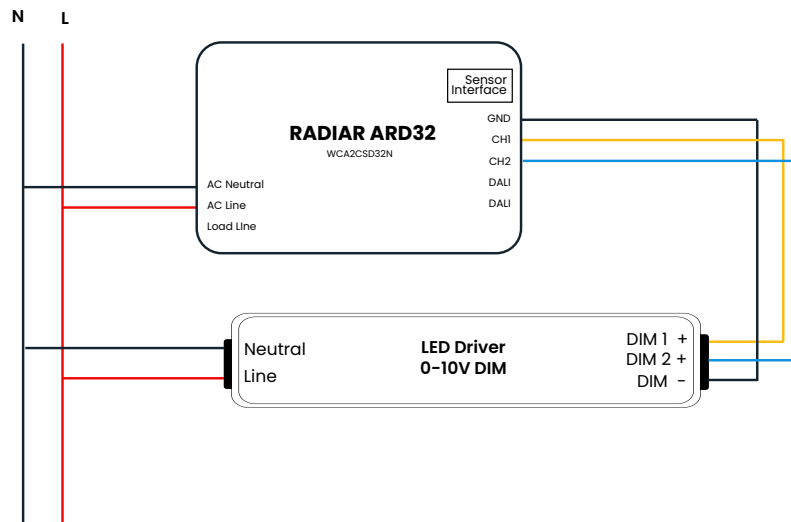 N
L
Sensor
Interface
GND
RADIAR ARD32
CH1
WCA2CSD32N
CH2
AC Neutral
DALI
AC Line
DALI
Load LIne
Neutral
LED Driver
DIM 1 +
0-10V DIM
DIM 2 +
Line
DIM -